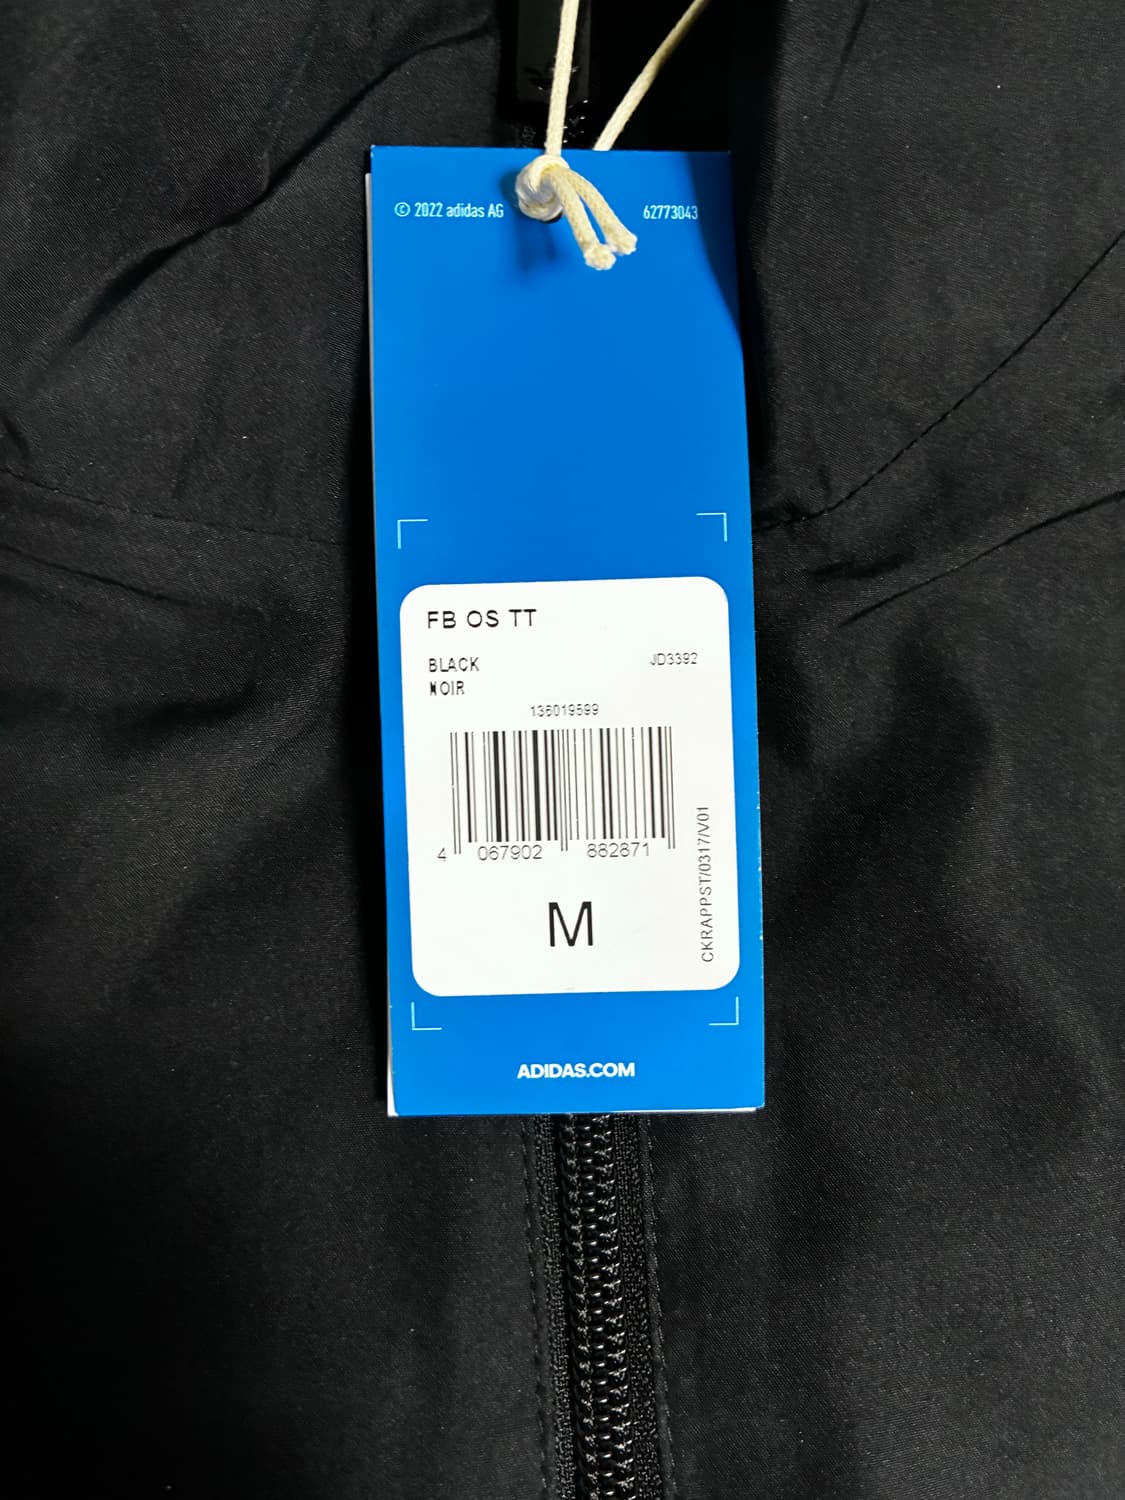 © 2022 adidas AG
62773043
FB OS TT
BLACK
JD3392
NOIR
136019599
4 067902 882871
M
CKRAPPST/0317/V01
ADIDAS.COM